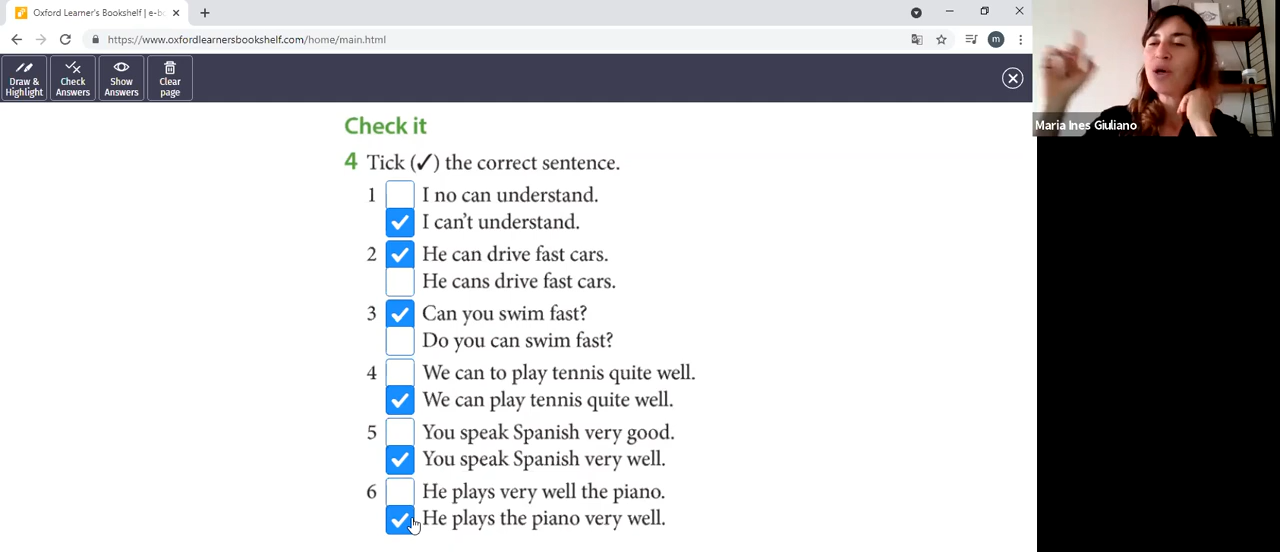 Oxford Learner's Bookshelf | e-bo
https://www.oxfordlearnersbookshelf.com/home/main.html
m
Draw & Highlight
Check Answers
Show Answers
Clear page
Maria Ines Giuliano
Check it
4 Tick (✓) the correct sentence.
1 I no can understand.
I can't understand.
2 He can drive fast cars.
He cans drive fast cars.
3 Can you swim fast?
Do you can swim fast?
4 We can to play tennis quite well.
We can play tennis quite well.
5 You speak Spanish very good.
You speak Spanish very well.
6 He plays very well the piano.
He plays the piano very well.